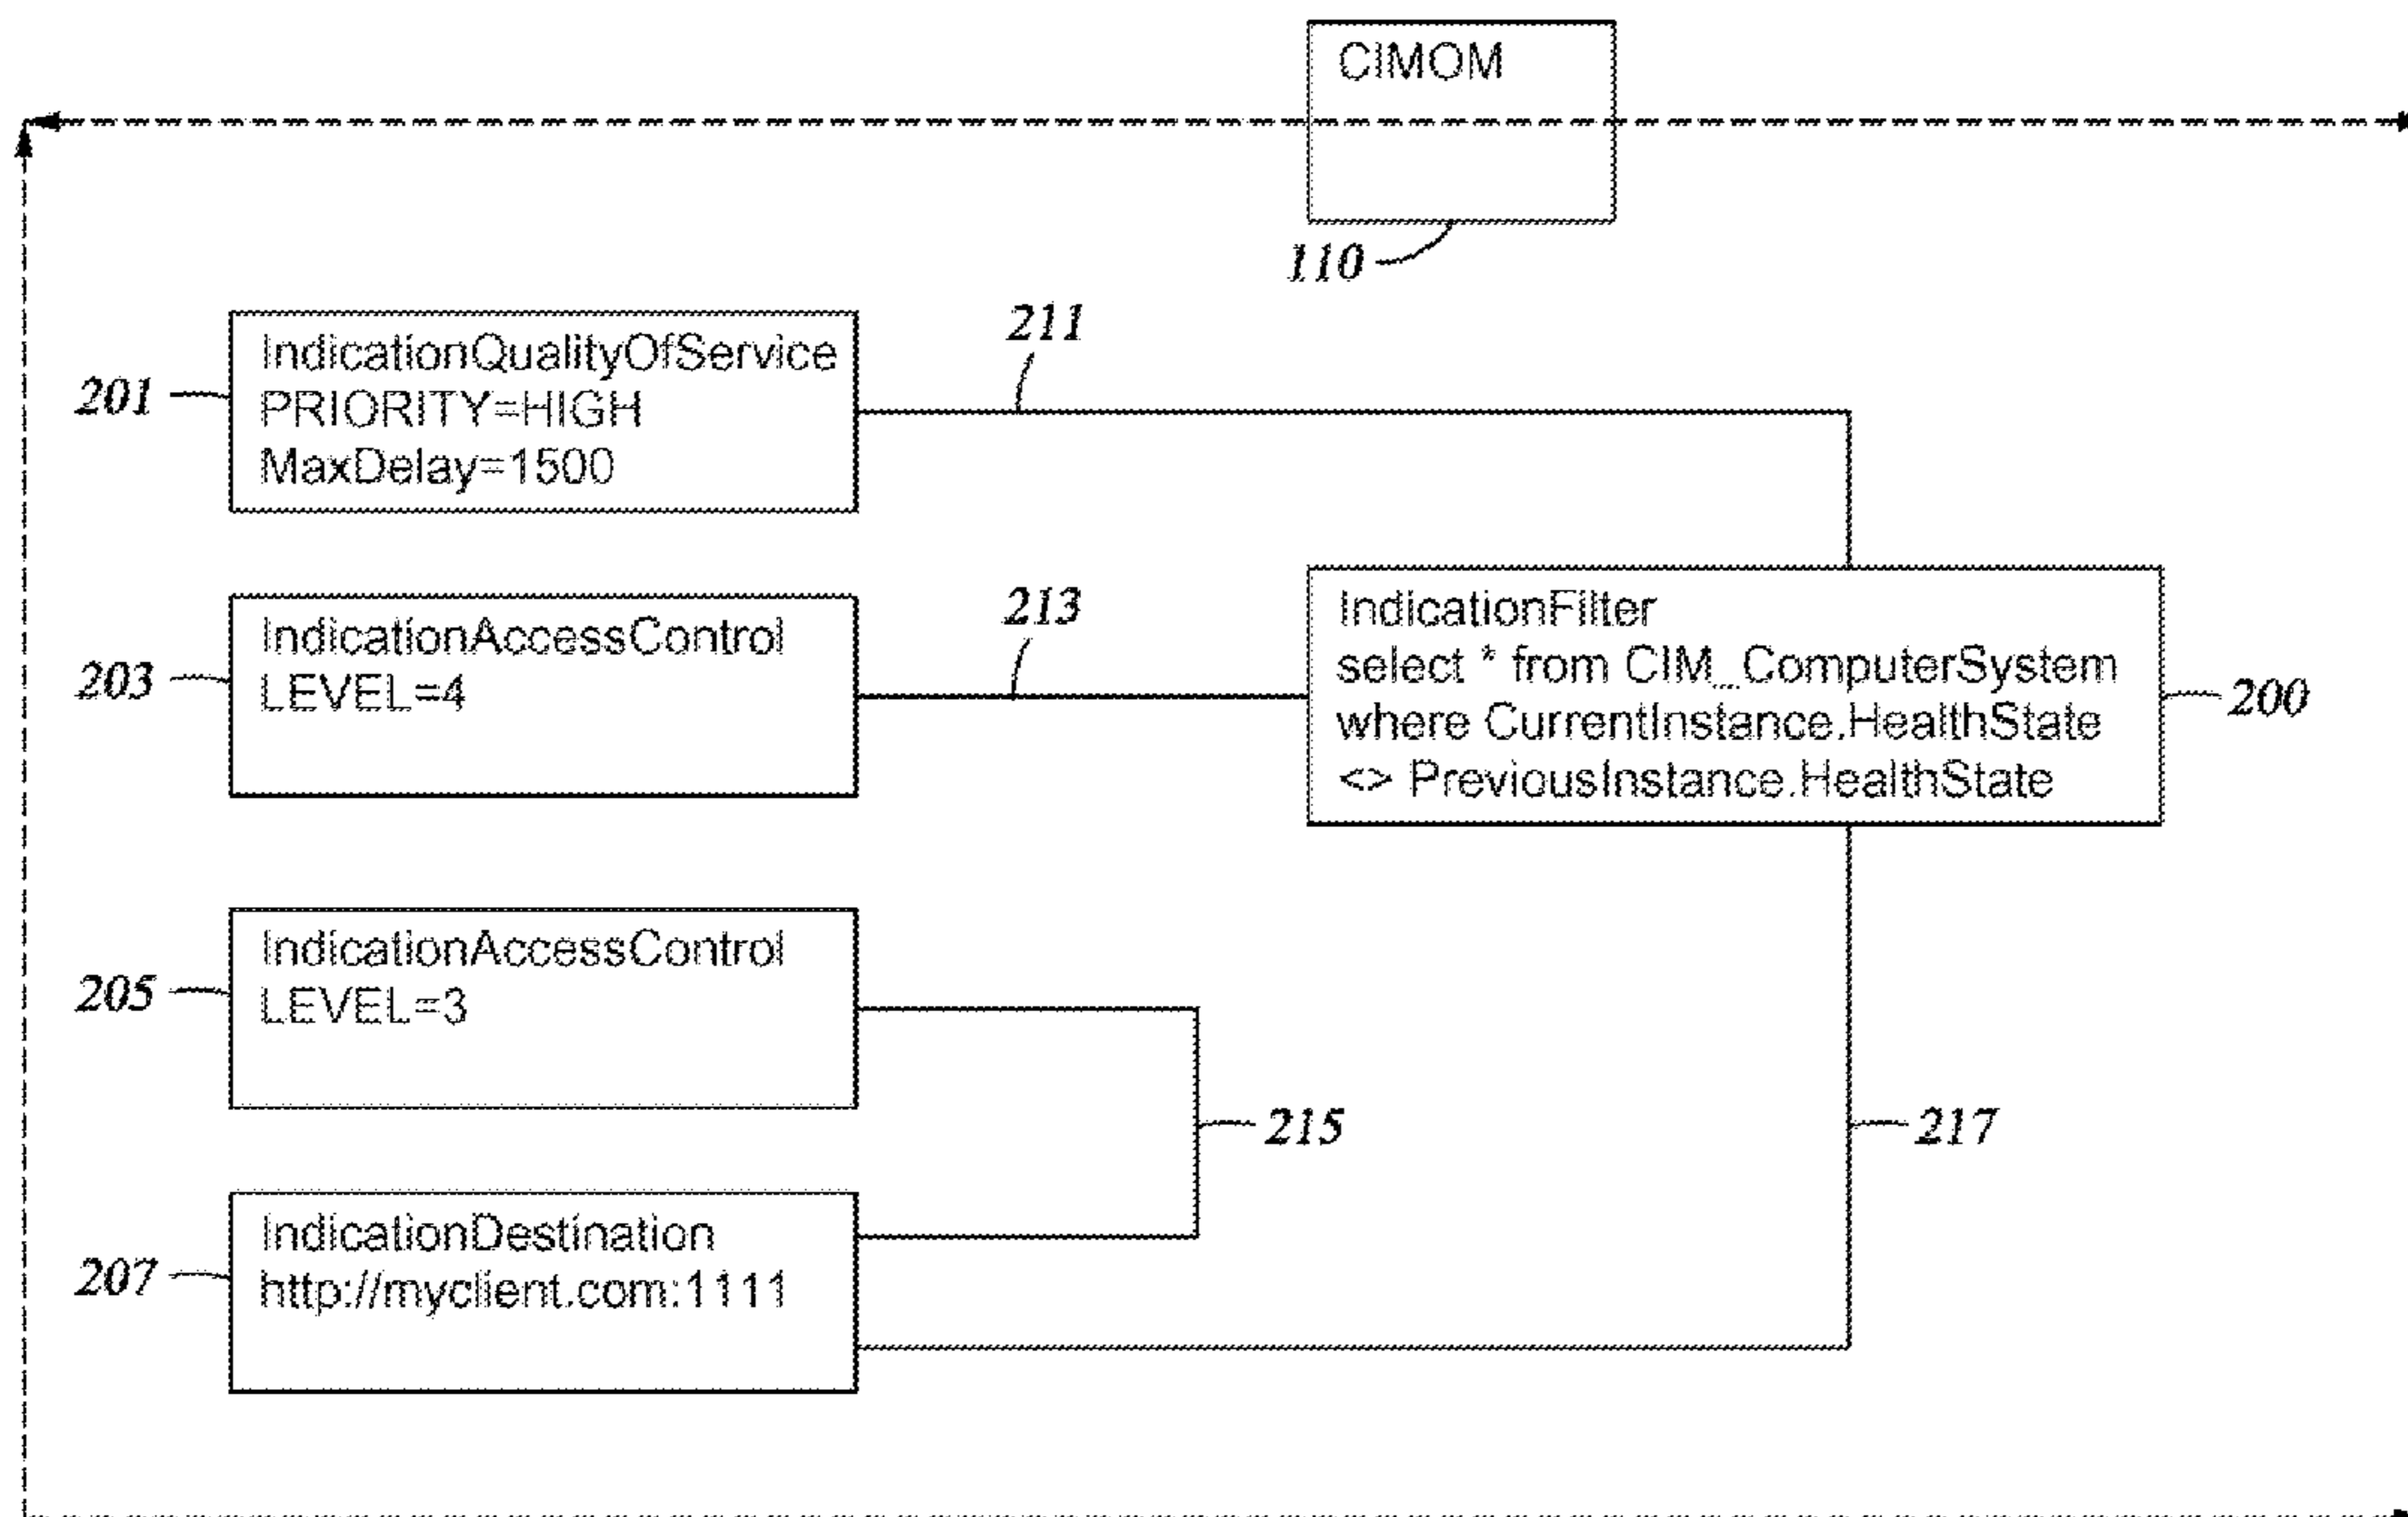 CIMOM
110
211
IndicationQualityOfService
PRIORITY=HIGH
MaxDelay=1500
201
213
IndicationAccessControl
LEVEL=4
203
IndicationFilter
select * from CIM_ComputerSystem
where CurrentInstance.HealthState
<> PreviousInstance.HealthState
200
IndicationAccessControl
LEVEL=3
205
215
217
IndicationDestination
http://myclient.com:1111
207